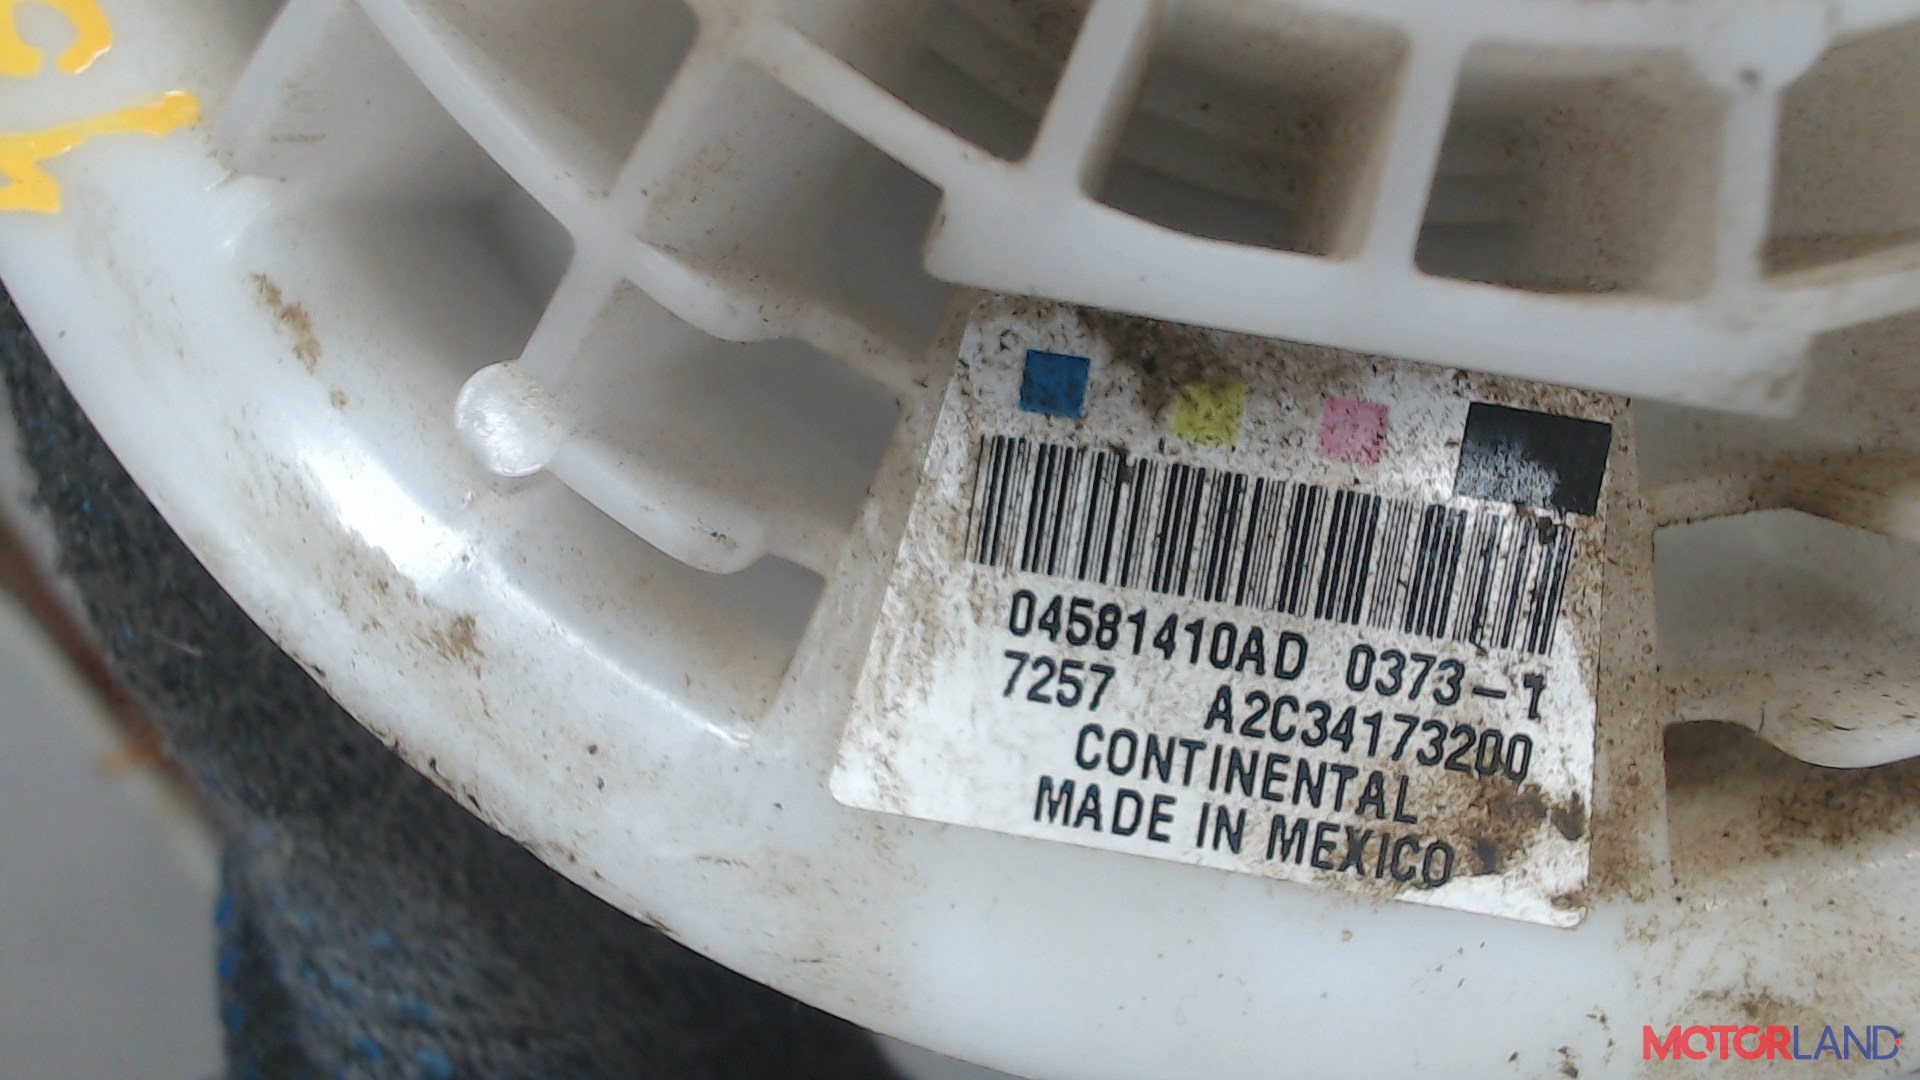 04581410AD 0373-1
7257 A2C34173200
CONTINENTAL
MADE IN MEXICO
MOTORLAND